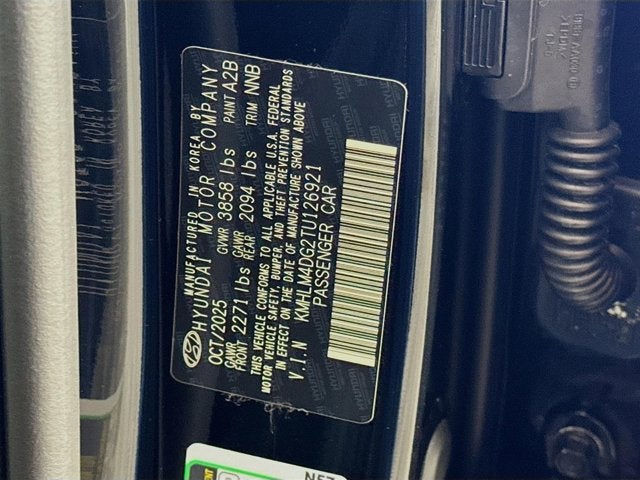 MANUFACTURED IN KOREA, BY
HYUNDAI MOTOR COMPANY
OCT/2025 GVWR 3858 lbs PAINT A2B
GAWR FRONT 2271 lbs GAWR REAR 2094 lbs TRIM NNB
THIS VEHICLE CONFORMS TO ALL APPLICABLE U.S.A. FEDERAL
MOTOR VEHICLE SAFETY, BUMPER, AND THEFT PREVENTION STANDARDS
IN EFFECT ON THE DATE OF MANUFACTURE SHOWN ABOVE
V.I.N KMHLM4DG2TU126921
PASSENGER CAR